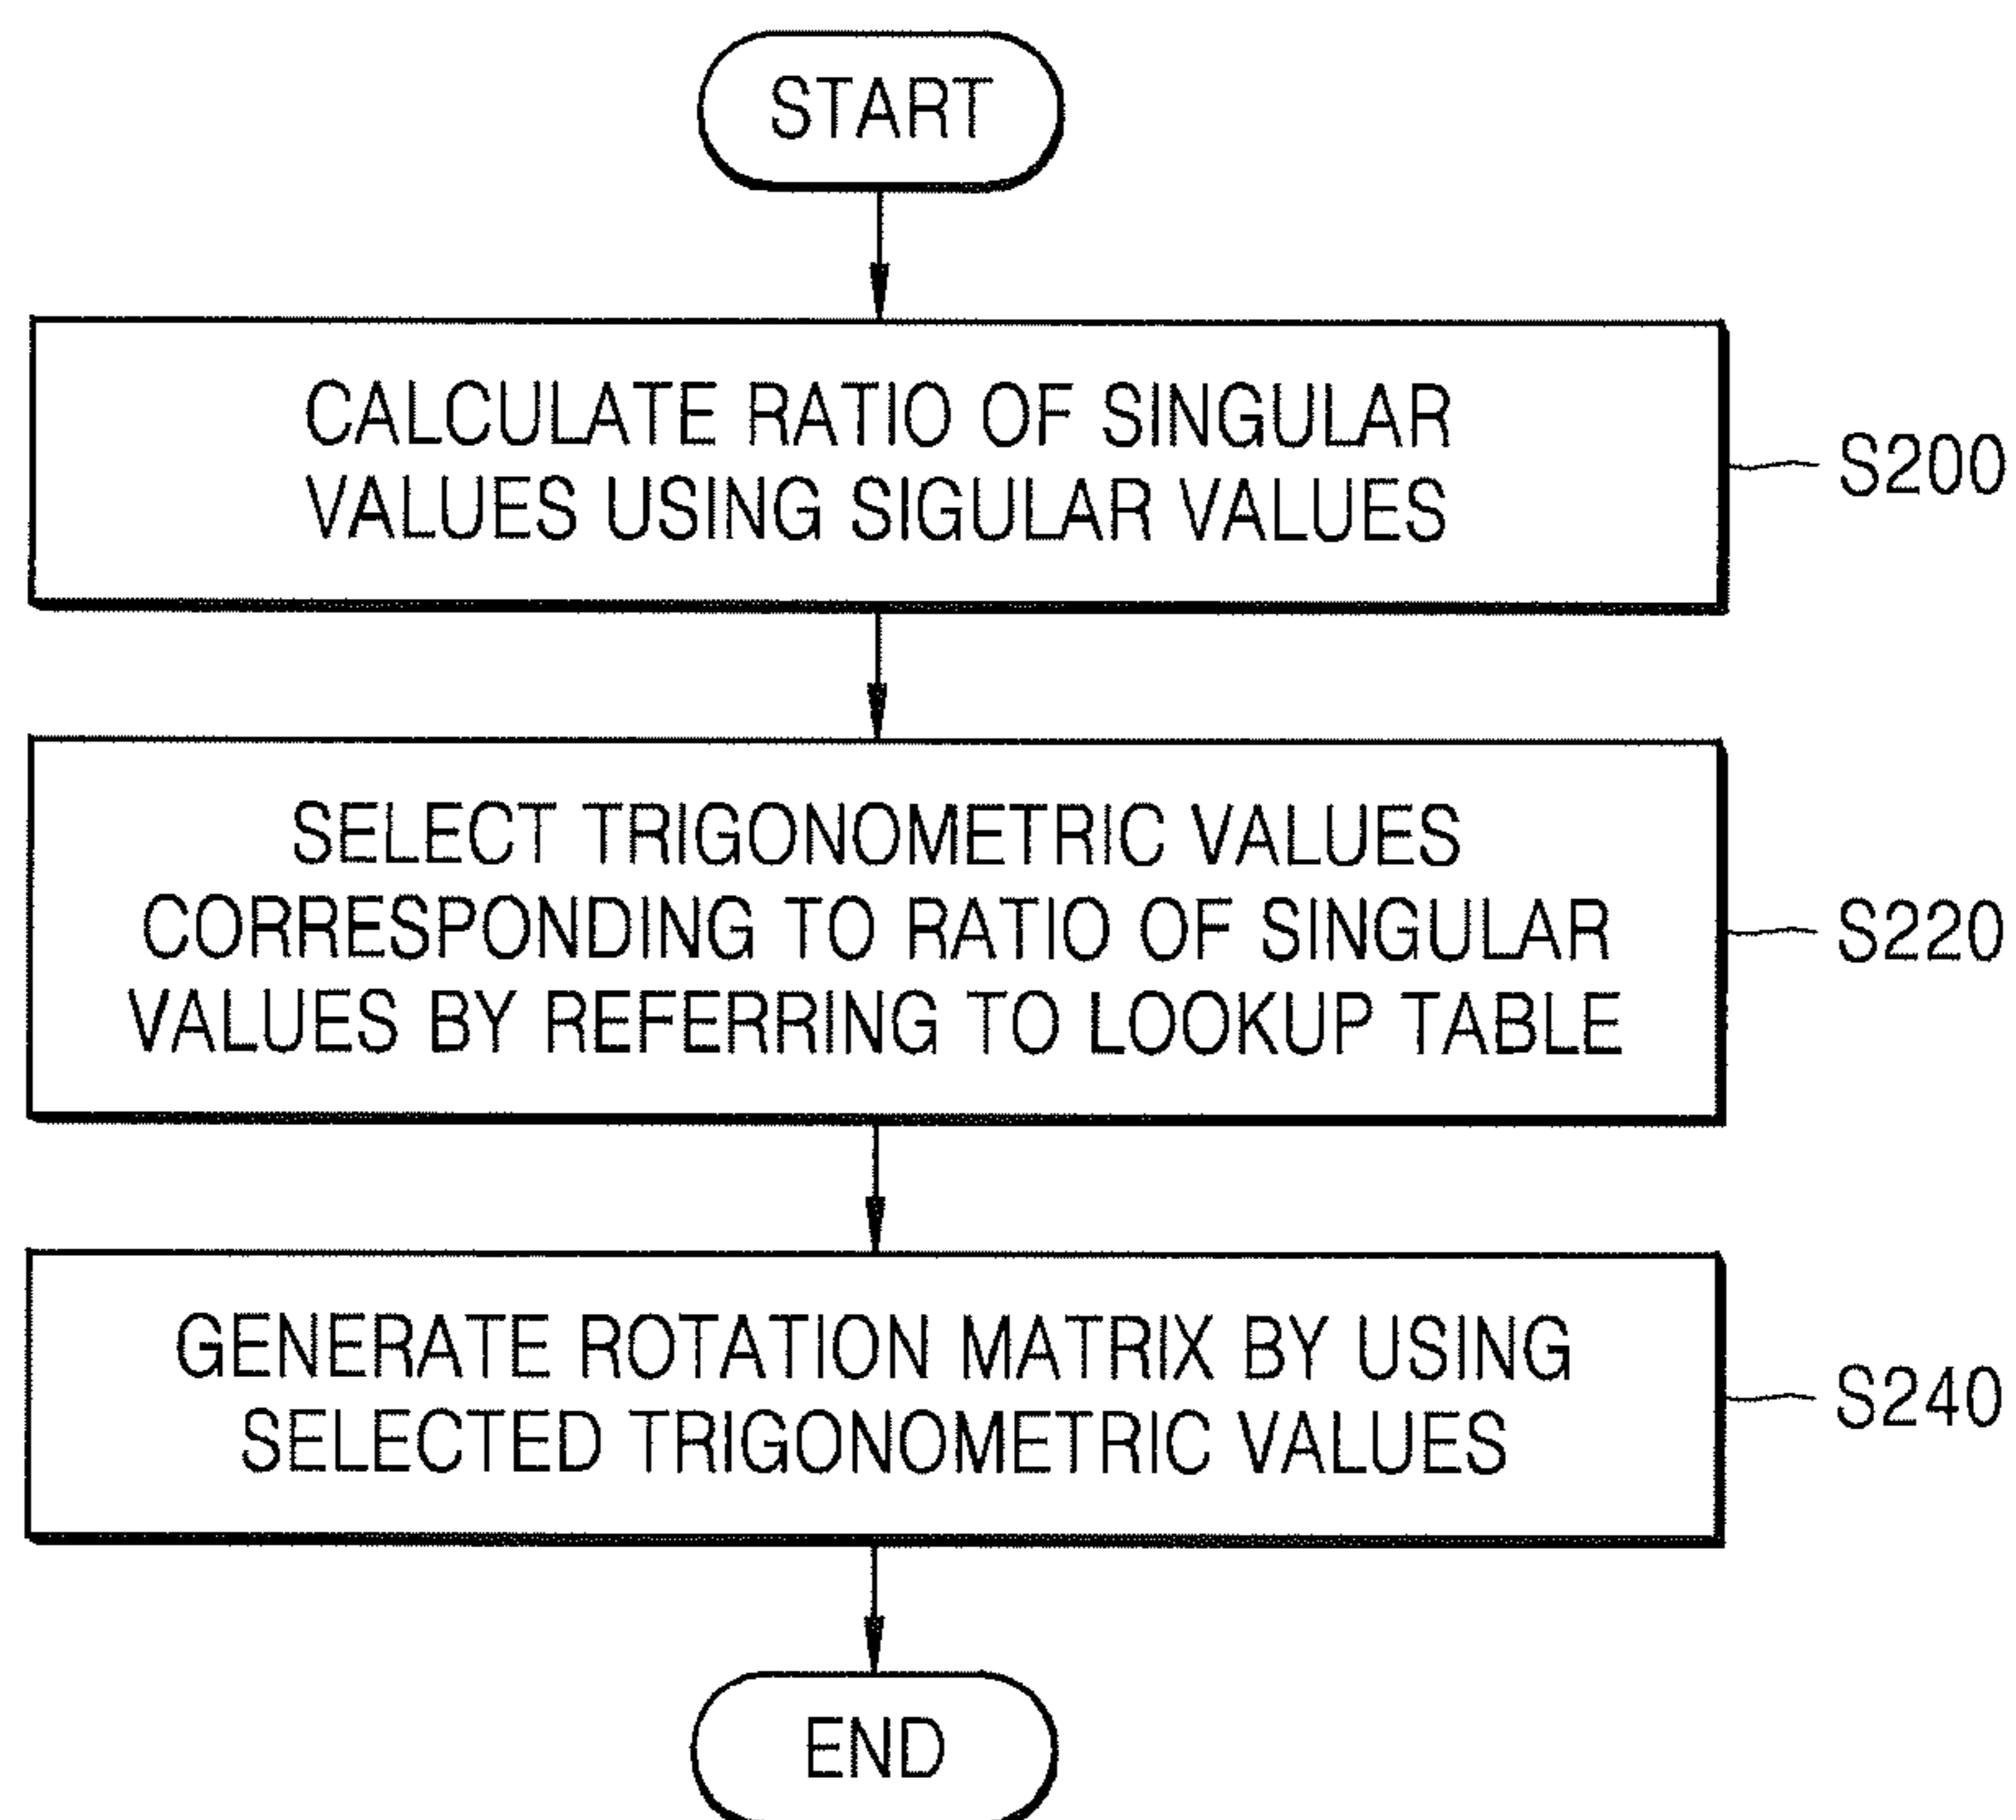 START
CALCULATE RATIO OF SINGULAR
VALUES USING SIGULAR VALUES
S200
SELECT TRIGONOMETRIC VALUES
CORRESPONDING TO RATIO OF SINGULAR
VALUES BY REFERRING TO LOOKUP TABLE
S220
GENERATE ROTATION MATRIX BY USING
SELECTED TRIGONOMETRIC VALUES
S240
END